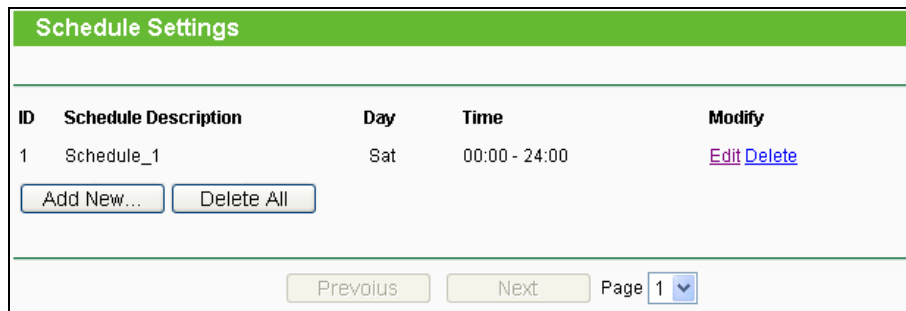 Schedule Settings
ID Schedule Description Day Time Modify
1 Schedule_1 Sat 00:00 - 24:00 Edit Delete
Add New... Delete All
Prevoius Next Page 1